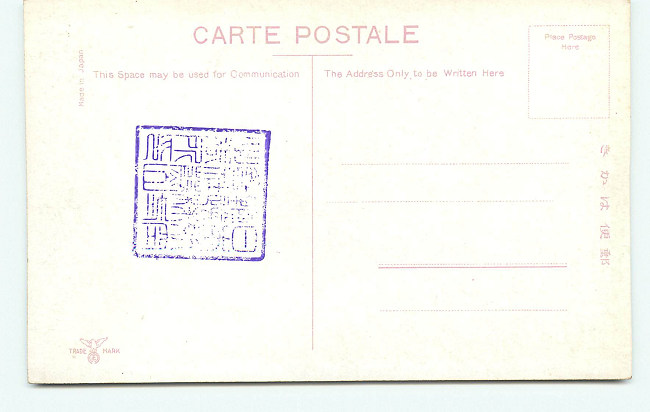 CARTE POSTALE
Place Postage
Here
Made in Japan
This Space may be used for Communication
The Address Only to be Written Here
きかは便郵
TRADE MARK